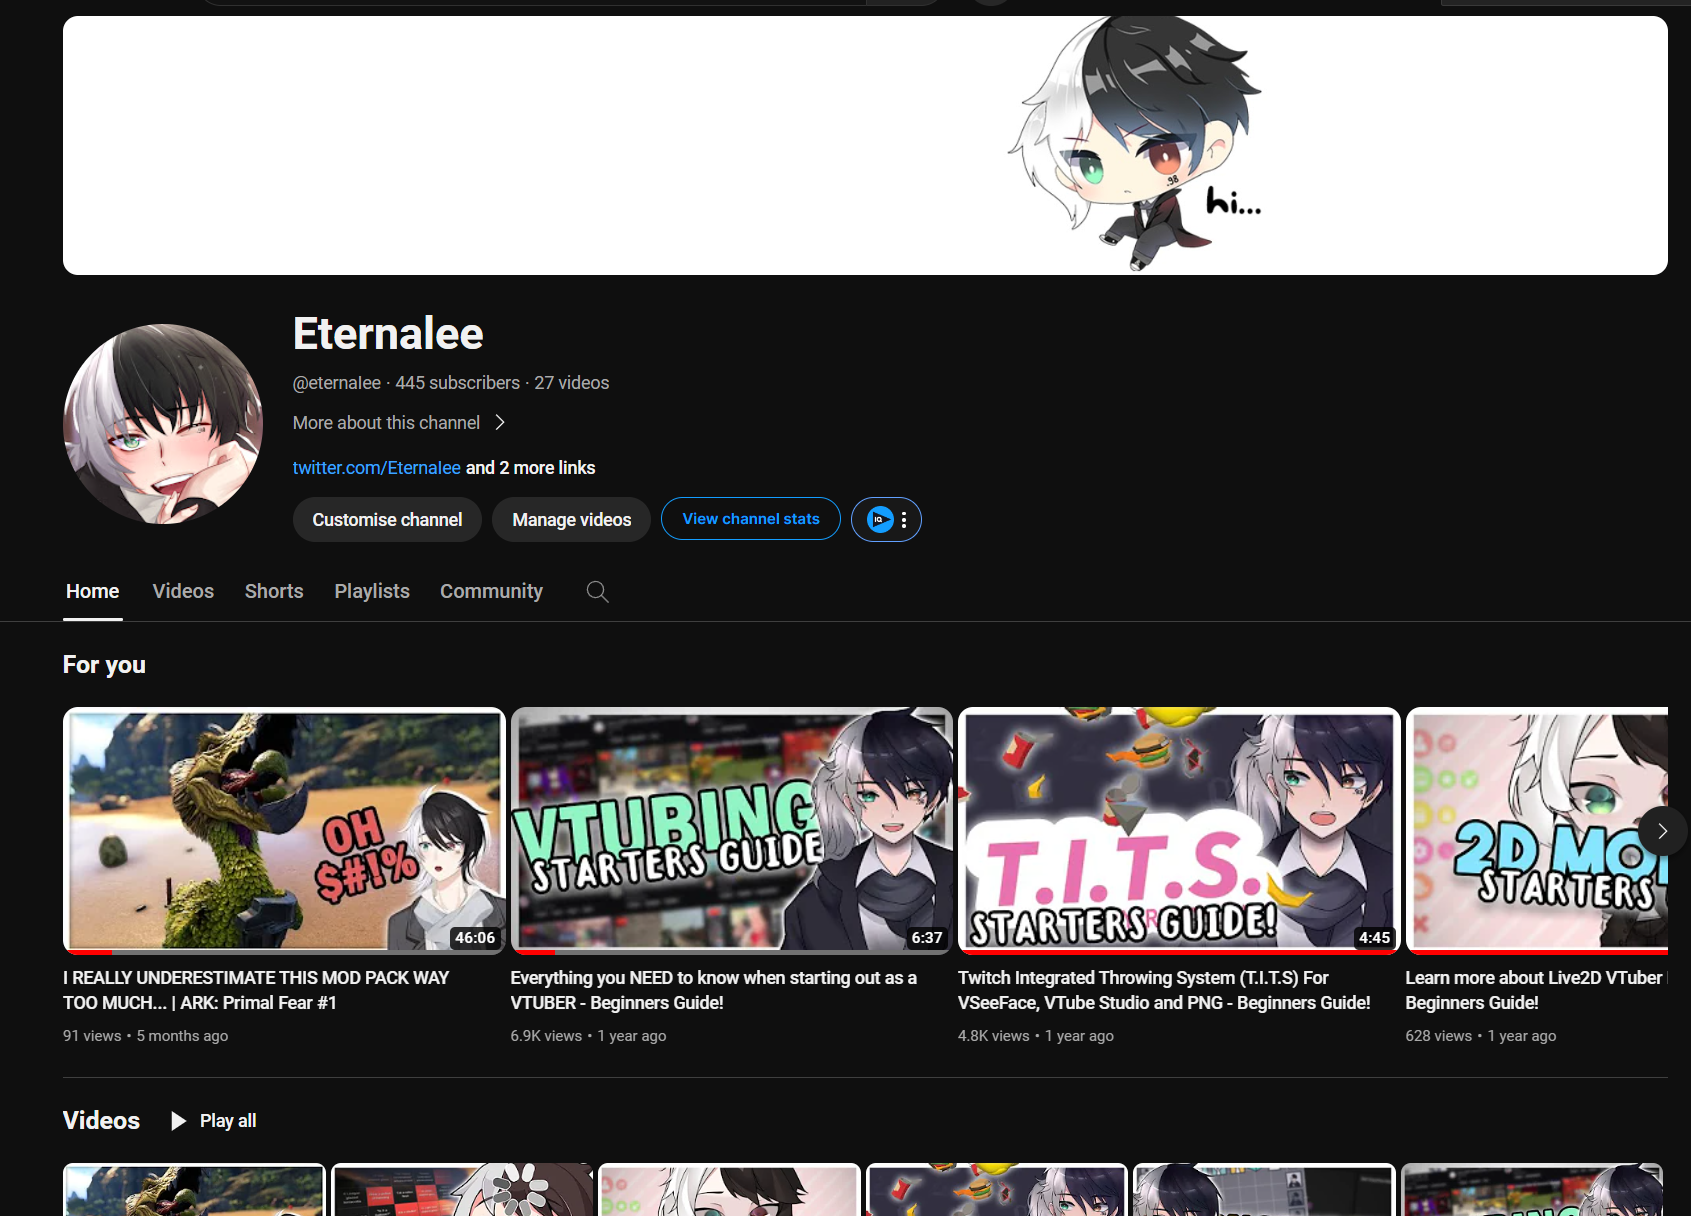 .98
hi...
Eternalee
@eternalee · 445 subscribers · 27 videos
More about this channel
twitter.com/Eternalee and 2 more links
Customise channel
Manage videos
View channel stats
IQ
Home
Videos
Shorts
Playlists
Community
For you
OH
$#!%
46:06
VTUBING
STARTERS GUIDE
6:37
T.I.T.S.
STARTERS GUIDE!
4:45
2D MO
STARTERS
I REALLY UNDERESTIMATE THIS MOD PACK WAY
TOO MUCH... | ARK: Primal Fear #1
91 views • 5 months ago
Everything you NEED to know when starting out as a
VTUBER - Beginners Guide!
6.9K views • 1 year ago
Twitch Integrated Throwing System (T.I.T.S) For
VSeeFace, VTube Studio and PNG - Beginners Guide!
4.8K views • 1 year ago
Learn more about Live2D VTuber
Beginners Guide!
628 views • 1 year ago
Videos
Play all